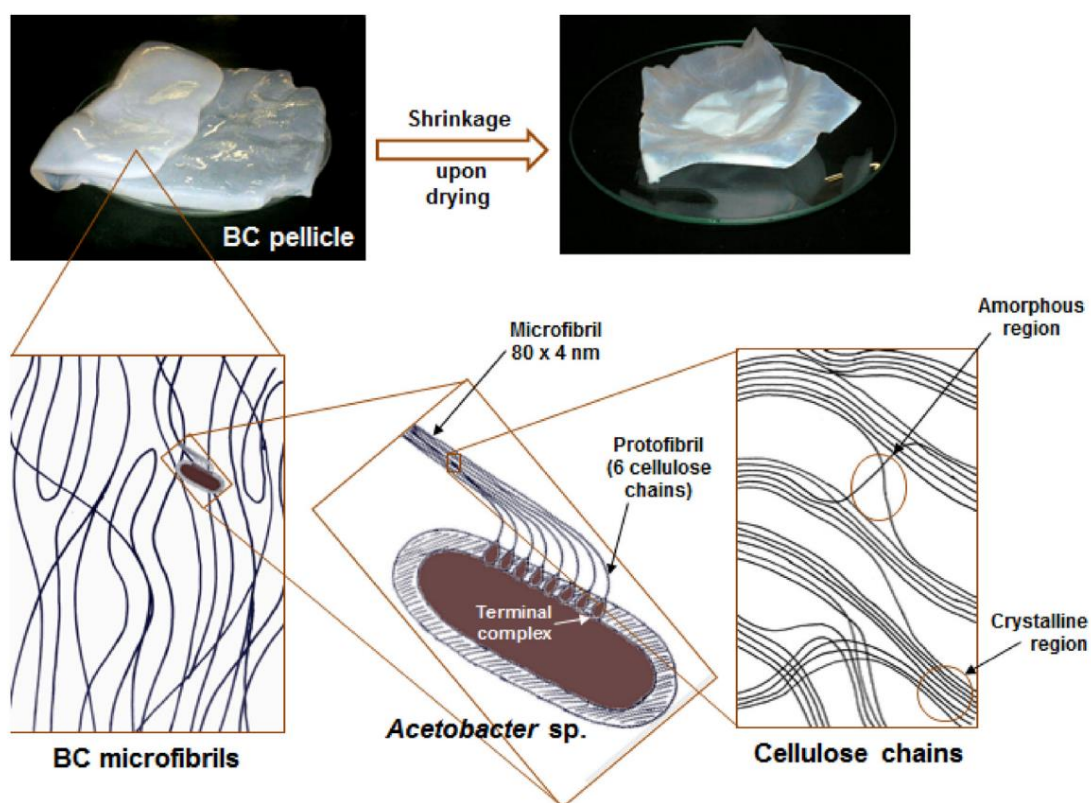 Shrinkage
upon
drying
BC pellicle
Amorphous
region
Microfibril
80 x 4 nm
Protofibril
(6 cellulose
chains)
Terminal
complex
Crystalline
region
Acetobacter sp.
BC microfibrils
Cellulose chains